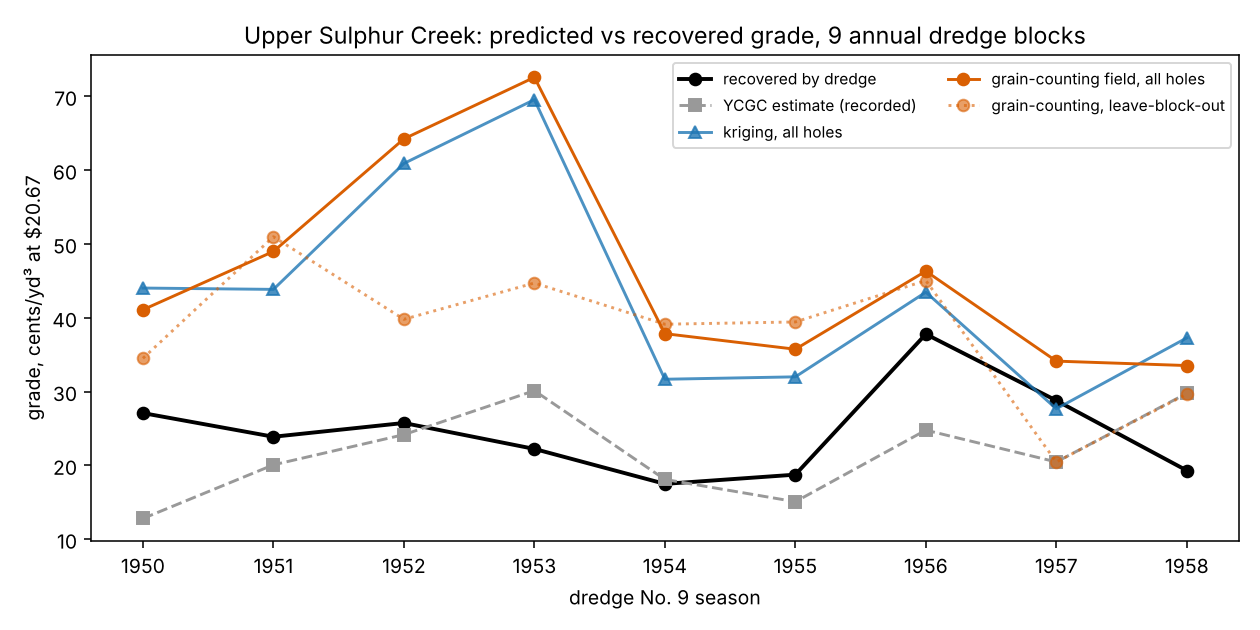 Upper Sulphur Creek: predicted vs recovered grade, 9 annual dredge blocks
recovered by dredge
YCGC estimate (recorded)
kriging, all holes
grain-counting field, all holes
grain-counting, leave-block-out
grade, cents/yd³ at $20.67
70
60
50
40
30
20
10
1950 1951 1952 1953 1954 1955 1956 1957 1958
dredge No. 9 season